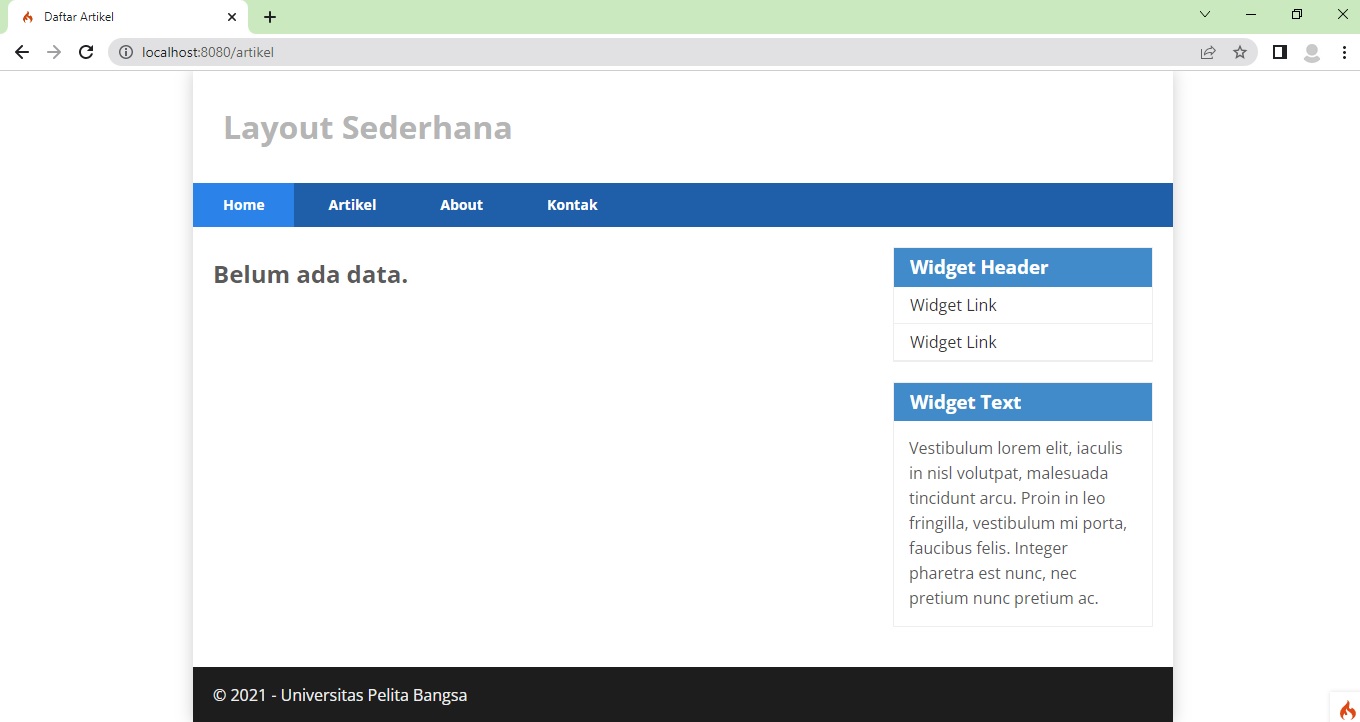 Daftar Artikel
localhost:8080/artikel
Layout Sederhana
Home Artikel About Kontak
Belum ada data.
Widget Header
Widget Link
Widget Link
Widget Text
Vestibulum lorem elit, iaculis
in nisl volutpat, malesuada
tincidunt arcu. Proin in leo
fringilla, vestibulum mi porta,
faucibus felis. Integer
pharetra est nunc, nec
pretium nunc pretium ac.
© 2021 - Universitas Pelita Bangsa